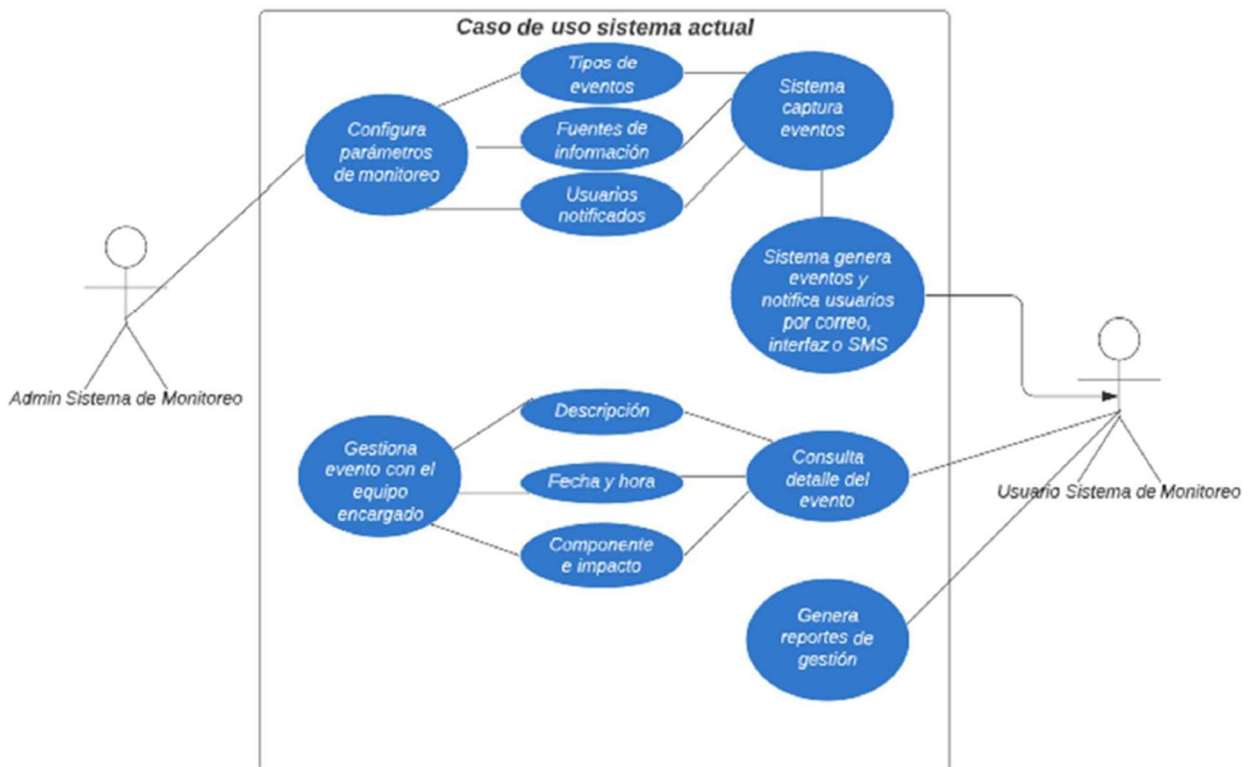 Caso de uso sistema actual
Tipos de
eventos
Sistema
captura
eventos
Configura
parámetros
de monitoreo
Fuentes de
información
Usuarios
notificados
Sistema genera
eventos y
notifica usuarios
por correo,
interfaz o SMS
Admin Sistema de Monitoreo
Descripción
Gestiona
evento con el
equipo
encargado
Fecha y hora
Consulta
detalle del
evento
Usuario Sistema de Monitoreo
Componente
e impacto
Genera
reportes de
gestión